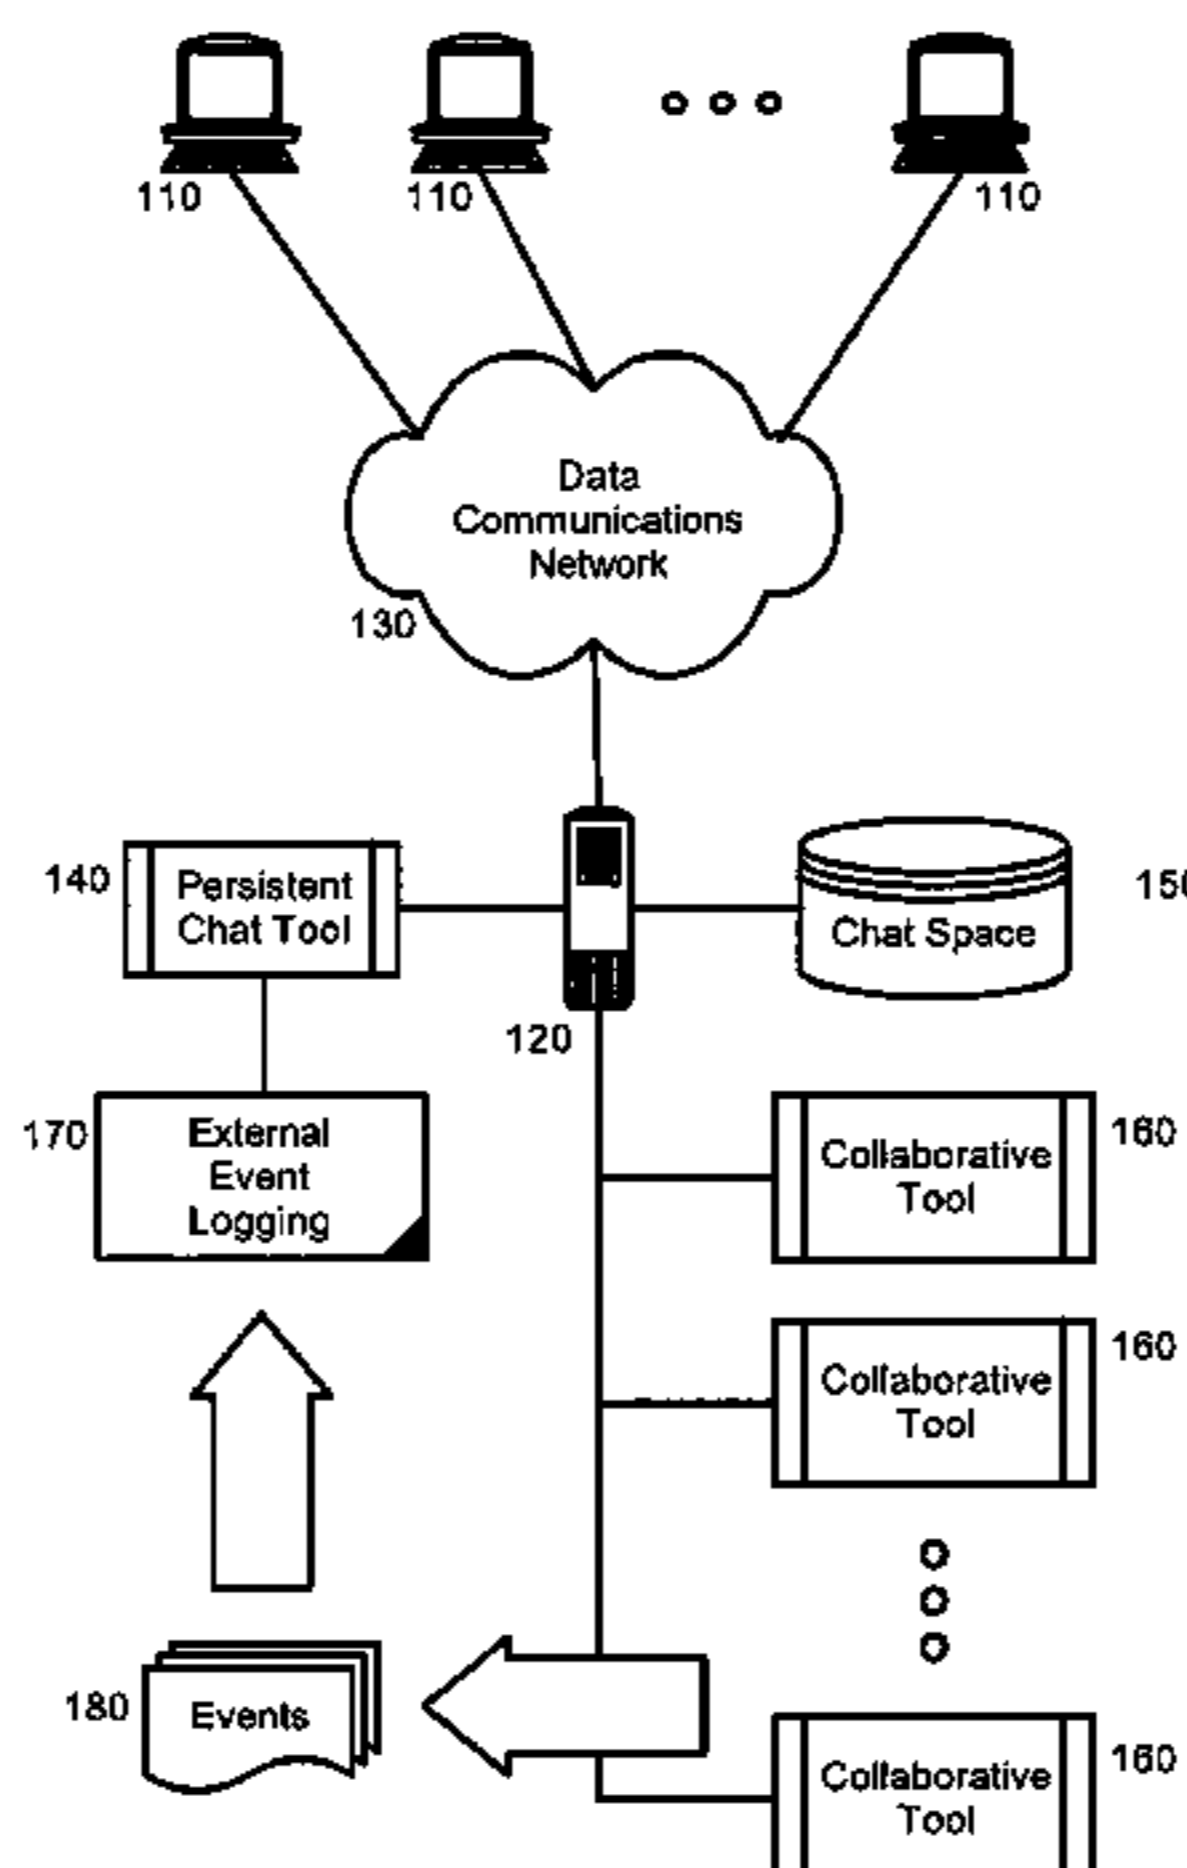 110
110
110
Data
Communications
Network
130
140
Persistent
Chat Tool
Chat Space
150
120
170
External
Event
Logging
Collaborative
Tool
160
Collaborative
Tool
160
180
Events
Collaborative
Tool
160